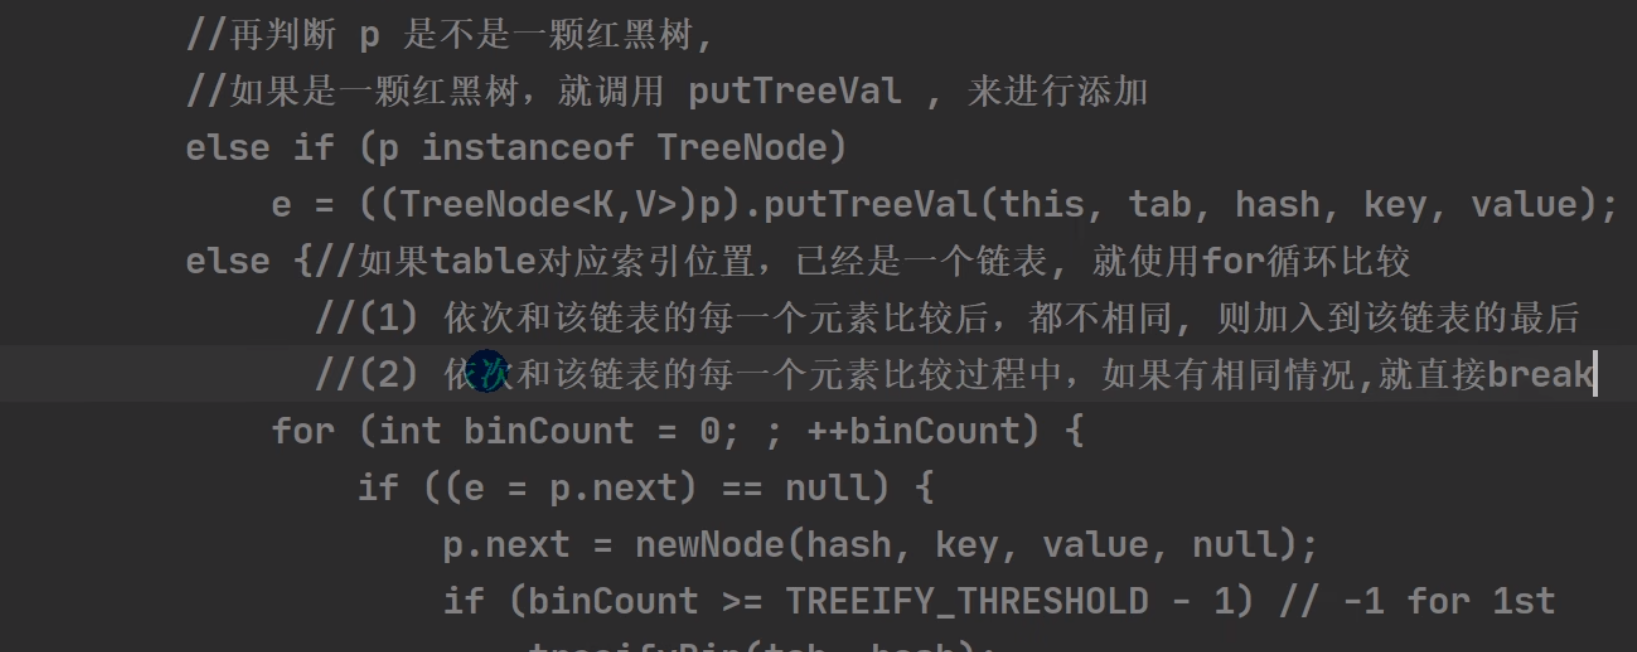 //再判断 p 是不是一颗红黑树,
//如果是一颗红黑树，就调用 putTreeVal , 来进行添加
else if (p instanceof TreeNode)
e = ((TreeNode<K,V>)p).putTreeVal(this, tab, hash, key, value);
else {//如果table对应索引位置，已经是一个链表, 就使用for循环比较
//(1) 依次和该链表的每一个元素比较后，都不相同, 则加入到该链表的最后
//(2) 依次和该链表的每一个元素比较过程中，如果有相同情况,就直接break
for (int binCount = 0; ; ++binCount) {
if ((e = p.next) == null) {
p.next = newNode(hash, key, value, null);
if (binCount >= TREEIFY_THRESHOLD - 1) // -1 for 1st
treeifyBin(tab, hash);